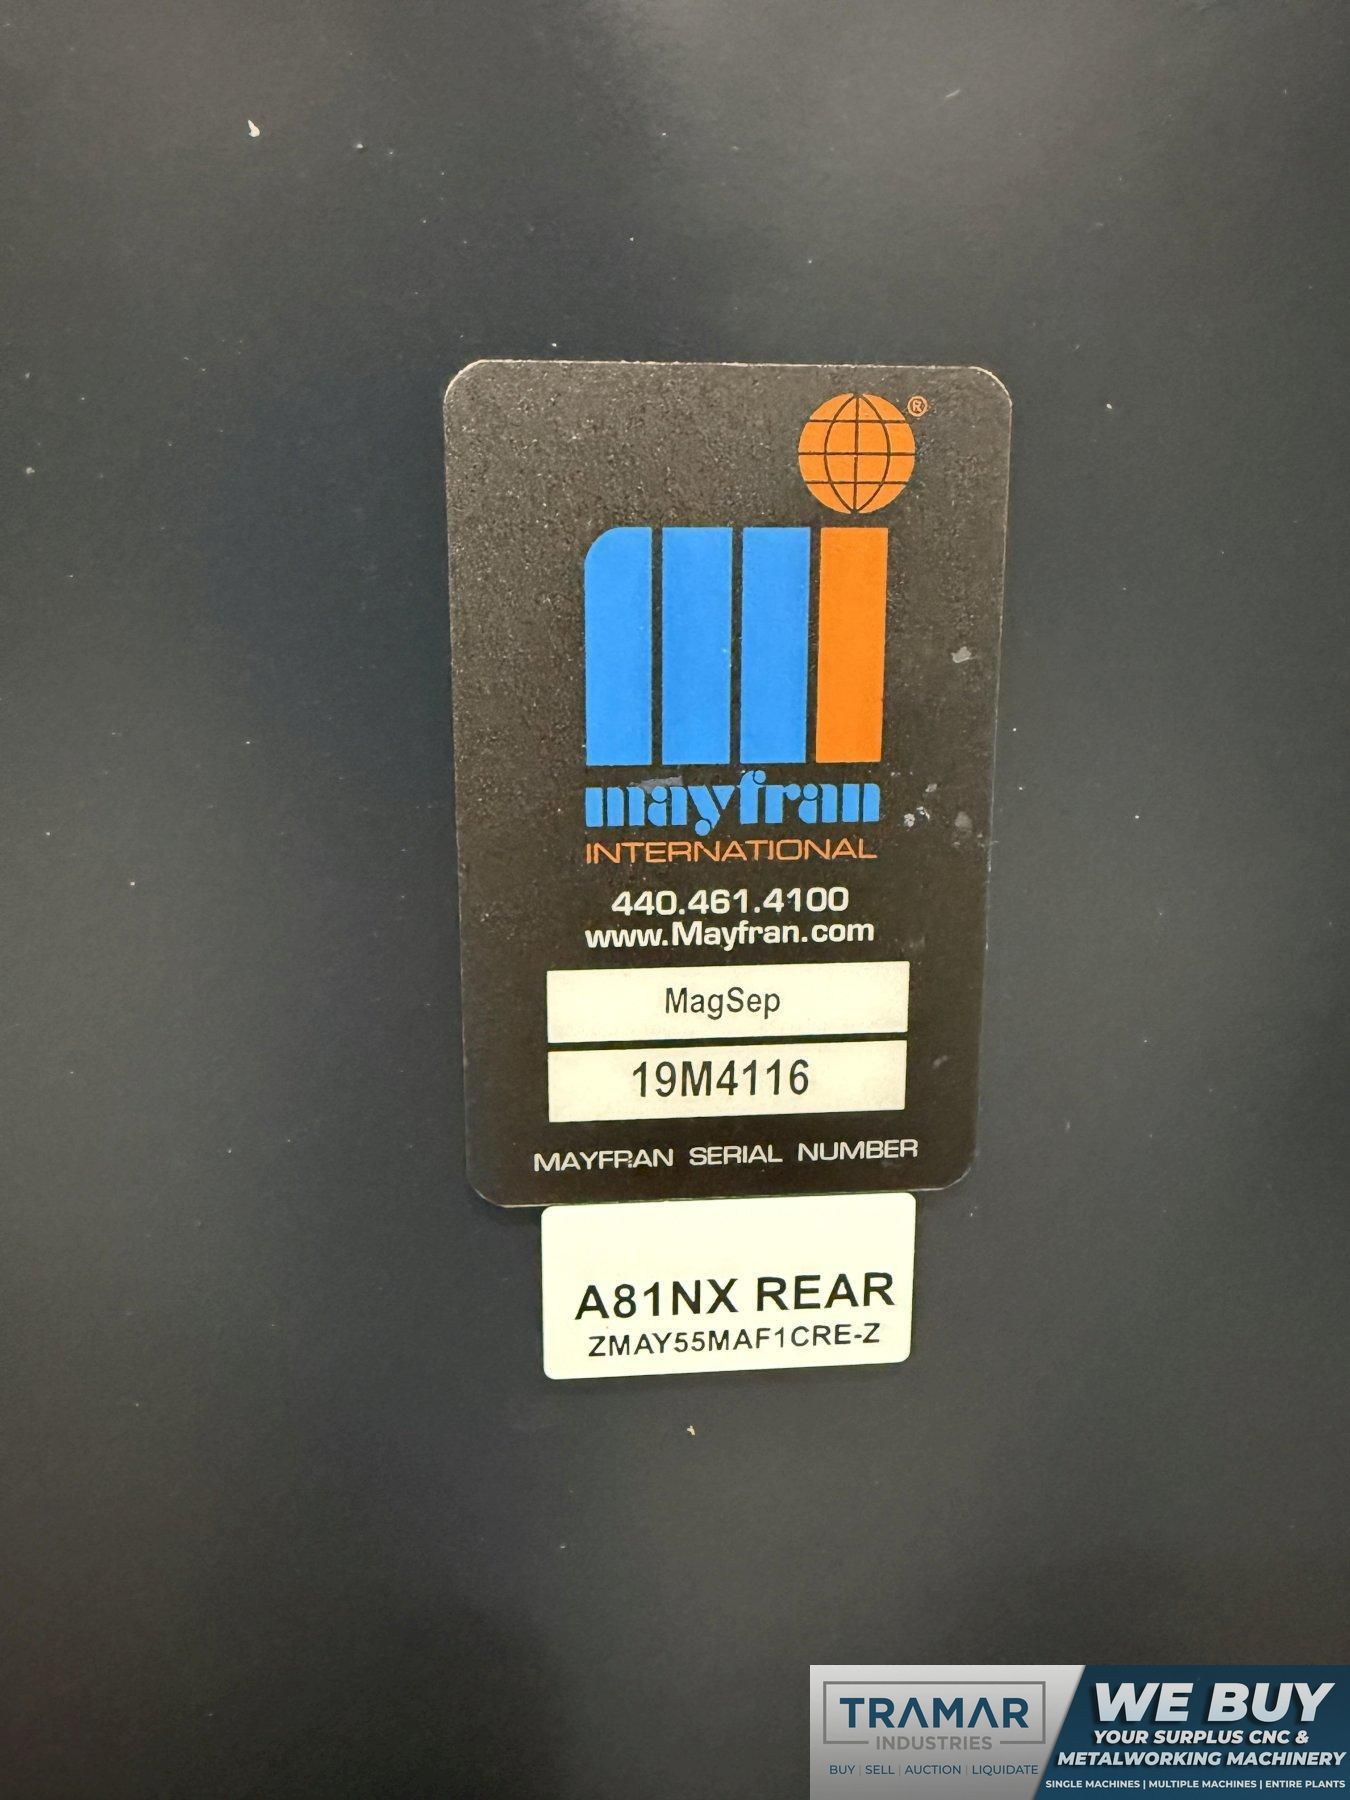 ®
mayfran
INTERNATIONAL
440.461.4100
www.Mayfran.com
MagSep
19M4116
MAYFRAN SERIAL NUMBER
A81NX REAR
ZMAY55MAF1CRE-Z
TRAMAR
INDUSTRIES
BUY | SELL | AUCTION | LIQUIDATE
WE BUY
YOUR SURPLUS CNC &
METALWORKING MACHINERY
SINGLE MACHINES | MULTIPLE MACHINES | ENTIRE PLANTS